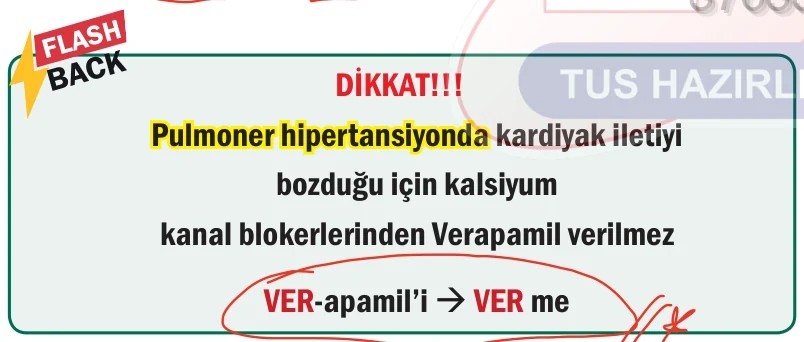 FLASH
BACK
TUS HAZIRL
DİKKAT!!!
Pulmoner hipertansiyonda kardiyak iletiyi
bozduğu için kalsiyum
kanal blokerlerinden Verapamil verilmez
VER-apamil’i → VER me